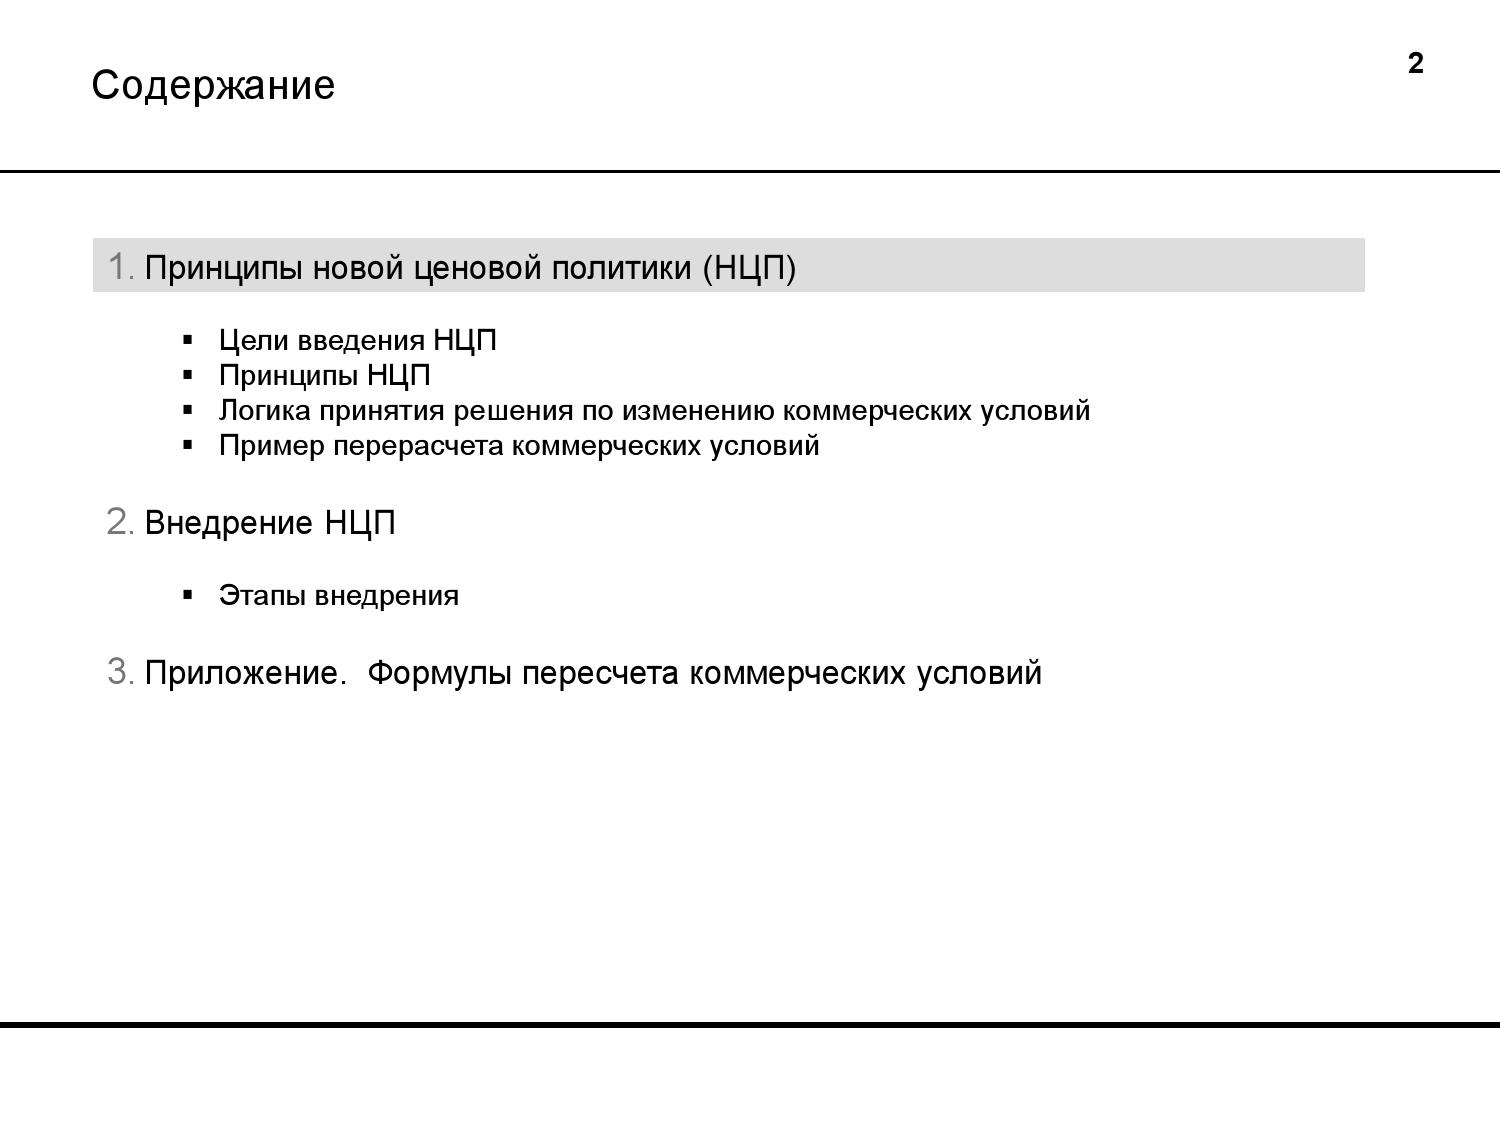 Содержание
2
1. Принципы новой ценовой политики (НЦП)
▪ Цели введения НЦП
▪ Принципы НЦП
▪ Логика принятия решения по изменению коммерческих условий
▪ Пример перерасчета коммерческих условий
2. Внедрение НЦП
▪ Этапы внедрения
3. Приложение.  Формулы пересчета коммерческих условий